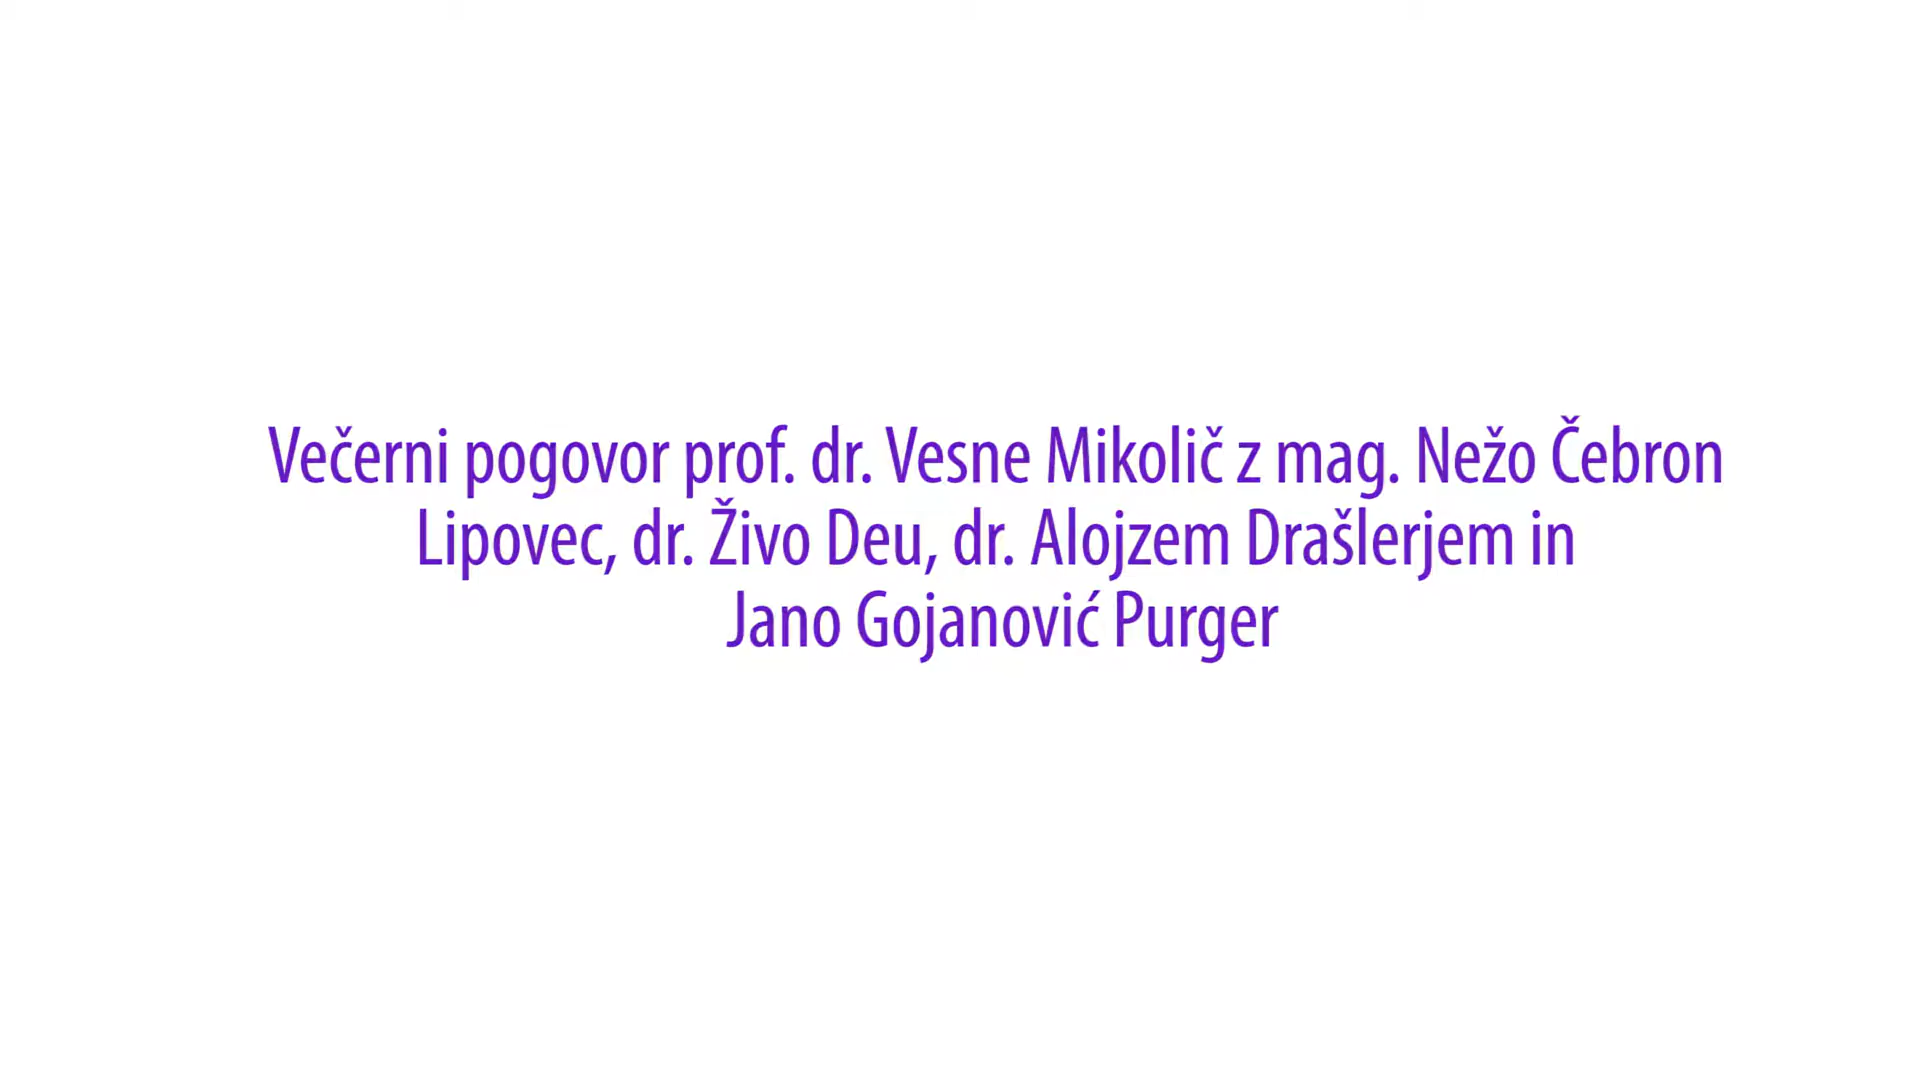 Večerni pogovor prof. dr. Vesne Mikolič z mag. Nežo Čebron
Lipovec, dr. Živo Deu, dr. Alojzem Drašlerjem in
Jano Gojanović Purger